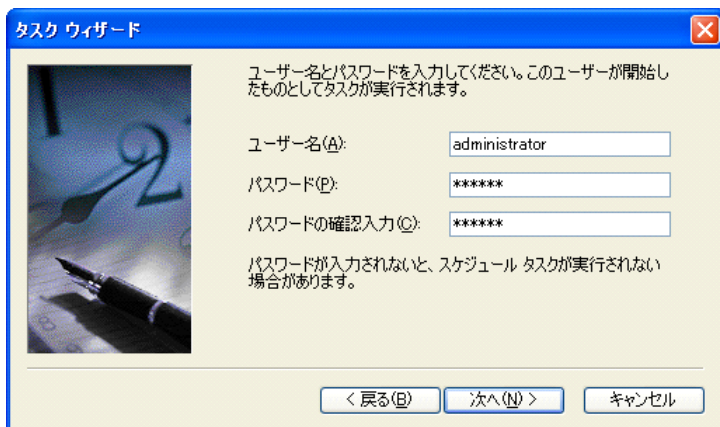 タスク ウィザード
ユーザー名とパスワードを入力してください。このユーザーが開始し
たものとしてタスクが実行されます。
ユーザー名(A): administrator
パスワード(P): ******
パスワードの確認入力(C): ******
パスワードが入力されないと、スケジュール タスクが実行されない
場合があります。
< 戻る(B) 次へ(N) > キャンセル